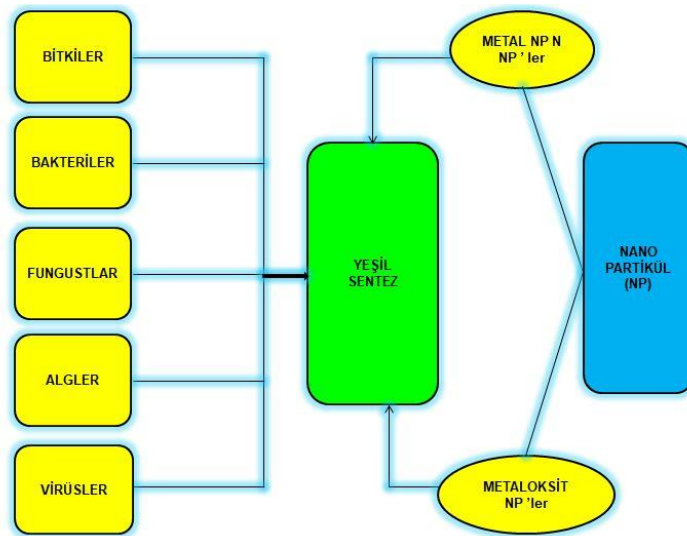 BİTKİLER
BAKTERİLER
FUNGUSTLAR
ALGLER
VİRÜSLER
YEŞİL
SENTEZ
METAL NP N
NP ’ ler
METALOKSİT
NP ’ler
NANO
PARTİKÜL
(NP)